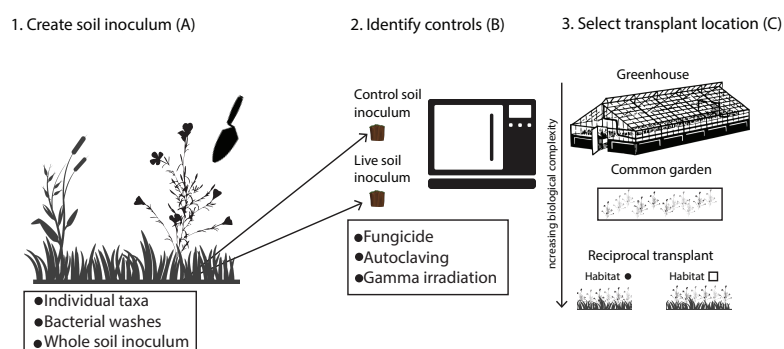 1. Create soil inoculum (A)
●Individual taxa
●Bacterial washes
●Whole soil inoculum
2. Identify controls (B)
Control soil
inoculum
Live soil
inoculum
●Fungicide
●Autoclaving
●Gamma irradiation
3. Select transplant location (C)
ncreasing biological complexity
Greenhouse
Common garden
Reciprocal transplant
Habitat ● Habitat □